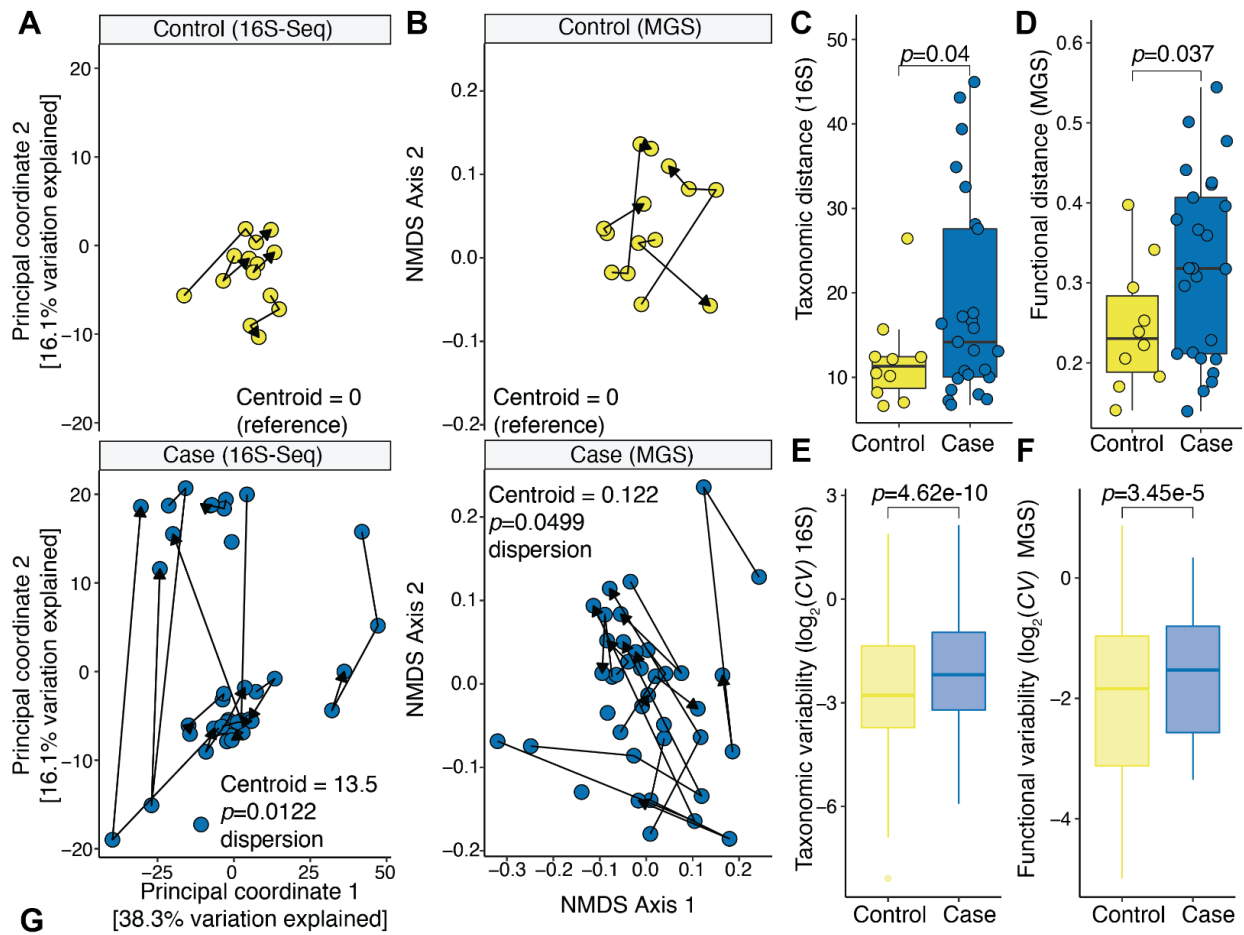 A
Control (16S-Seq)
20
10
0
−10
−20
Principal coordinate 2
[16.1% variation explained]
Centroid = 0
(reference)
Case (16S-Seq)
20
10
0
−10
−20
Principal coordinate 2
[16.1% variation explained]
Centroid = 13.5
p=0.0122
dispersion
−25
0
25
50
Principal coordinate 1
[38.3% variation explained]
B
Control (MGS)
0.2
0.1
0.0
−0.1
−0.2
NMDS Axis 2
Centroid = 0
(reference)
Case (MGS)
Centroid = 0.122
p=0.0499
dispersion
0.2
0.1
0.0
−0.1
−0.2
NMDS Axis 2
−0.3
−0.2
−0.1
0.0
0.1
0.2
NMDS Axis 1
C
p=0.04
50
40
30
20
10
Taxonomic distance (16S)
Control
Case
D
p=0.037
0.6
0.5
0.4
0.3
0.2
Functional distance (MGS)
Control
Case
E
p=4.62e-10
3
0
−3
−6
Taxonomic variability (log2(CV) 16S
Control
Case
F
p=3.45e-5
0
−2
−4
Functional variability (log2(CV) MGS
Control
Case
G